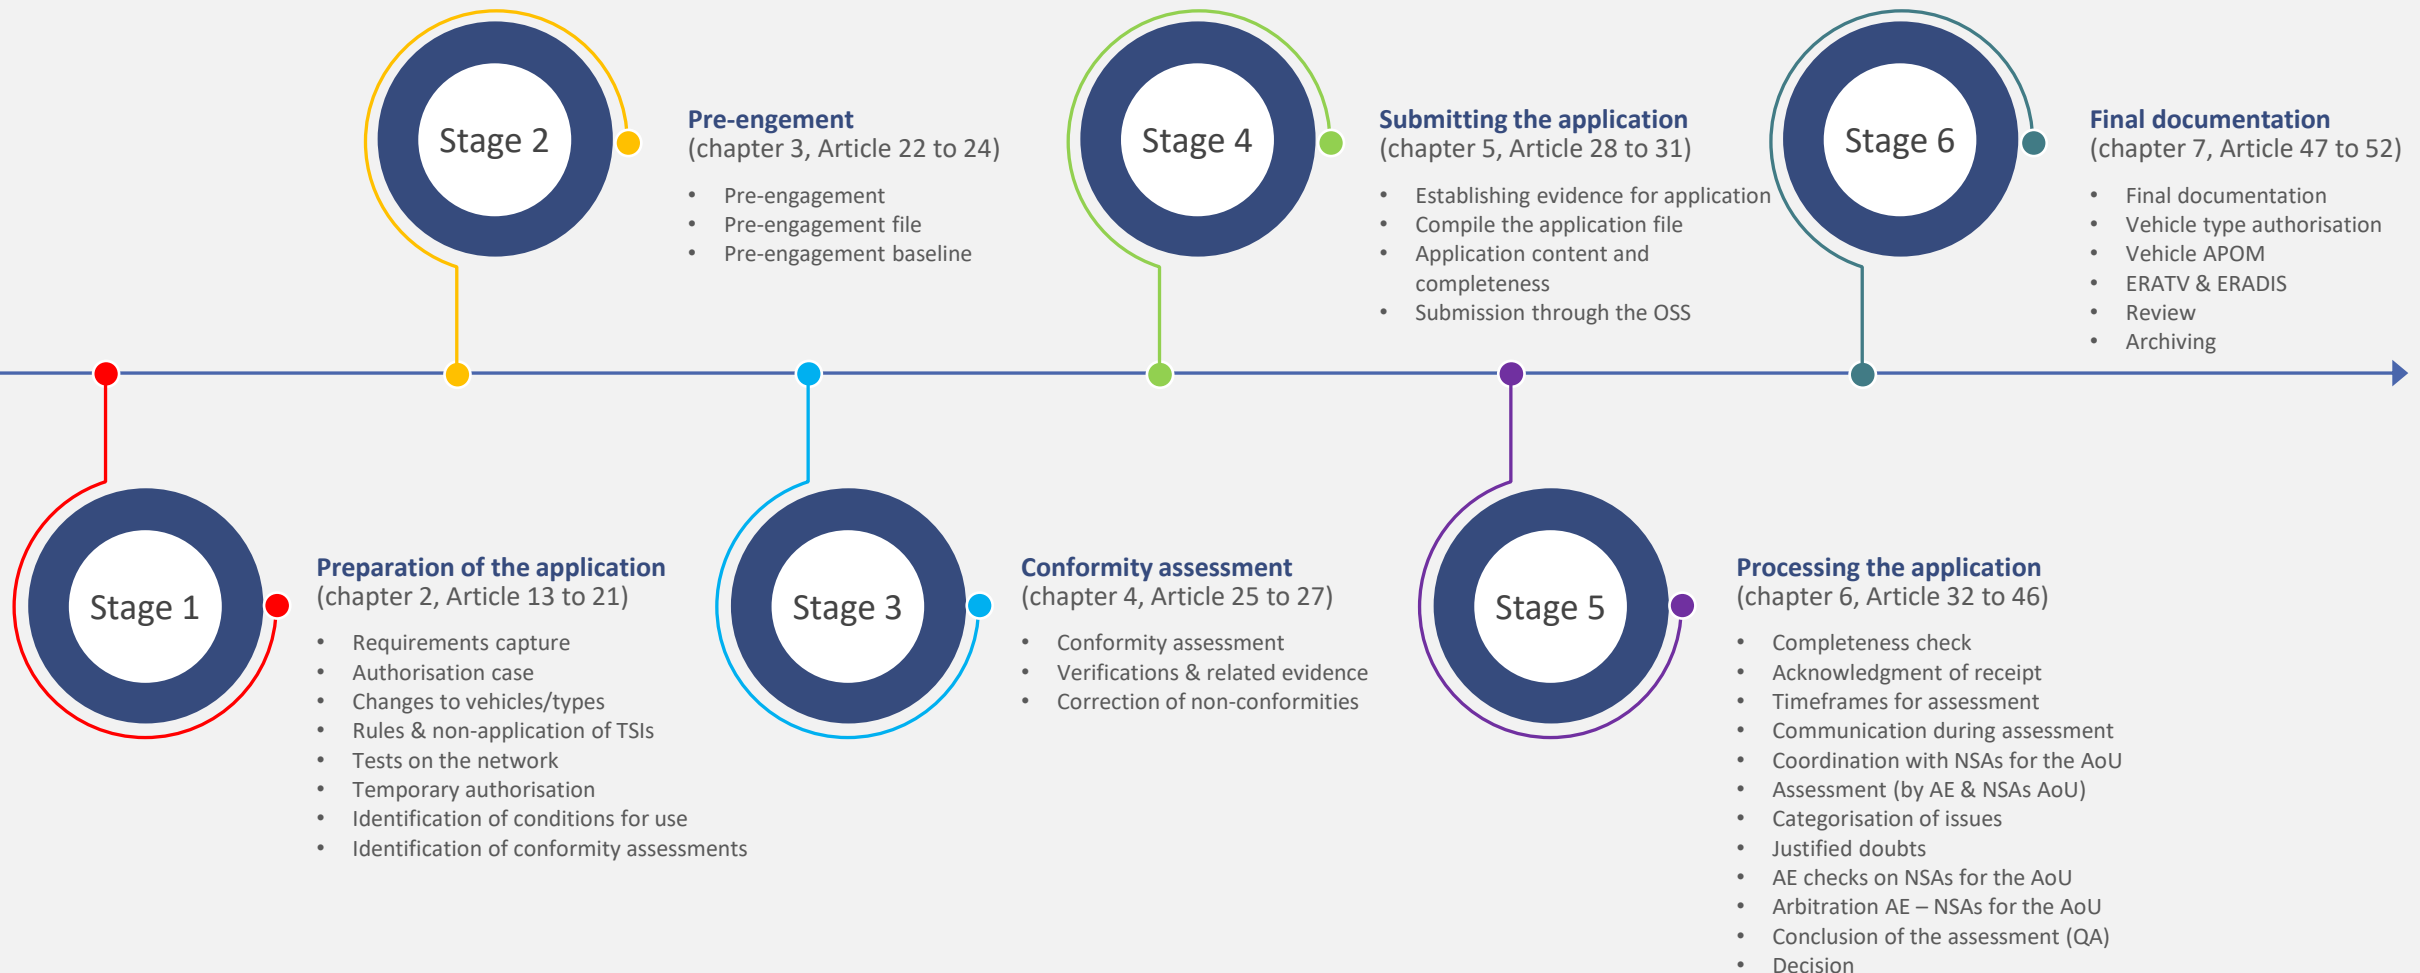 Stage 1
Preparation of the application
(chapter 2, Article 13 to 21)
• Requirements capture
• Authorisation case
• Changes to vehicles/types
• Rules & non-application of TSIs
• Tests on the network
• Temporary authorisation
• Identification of conditions for use
• Identification of conformity assessments
Stage 2
Pre-engement
(chapter 3, Article 22 to 24)
• Pre-engagement
• Pre-engagement file
• Pre-engagement baseline
Stage 3
Conformity assessment
(chapter 4, Article 25 to 27)
• Conformity assessment
• Verifications & related evidence
• Correction of non-conformities
Stage 4
Submitting the application
(chapter 5, Article 28 to 31)
• Establishing evidence for application
• Compile the application file
• Application content and
completeness
• Submission through the OSS
Stage 5
Processing the application
(chapter 6, Article 32 to 46)
• Completeness check
• Acknowledgment of receipt
• Timeframes for assessment
• Communication during assessment
• Coordination with NSAs for the AoU
• Assessment (by AE & NSAs AoU)
• Categorisation of issues
• Justified doubts
• AE checks on NSAs for the AoU
• Arbitration AE – NSAs for the AoU
• Conclusion of the assessment (QA)
• Decision
Stage 6
Final documentation
(chapter 7, Article 47 to 52)
• Final documentation
• Vehicle type authorisation
• Vehicle APOM
• ERATV & ERADIS
• Review
• Archiving